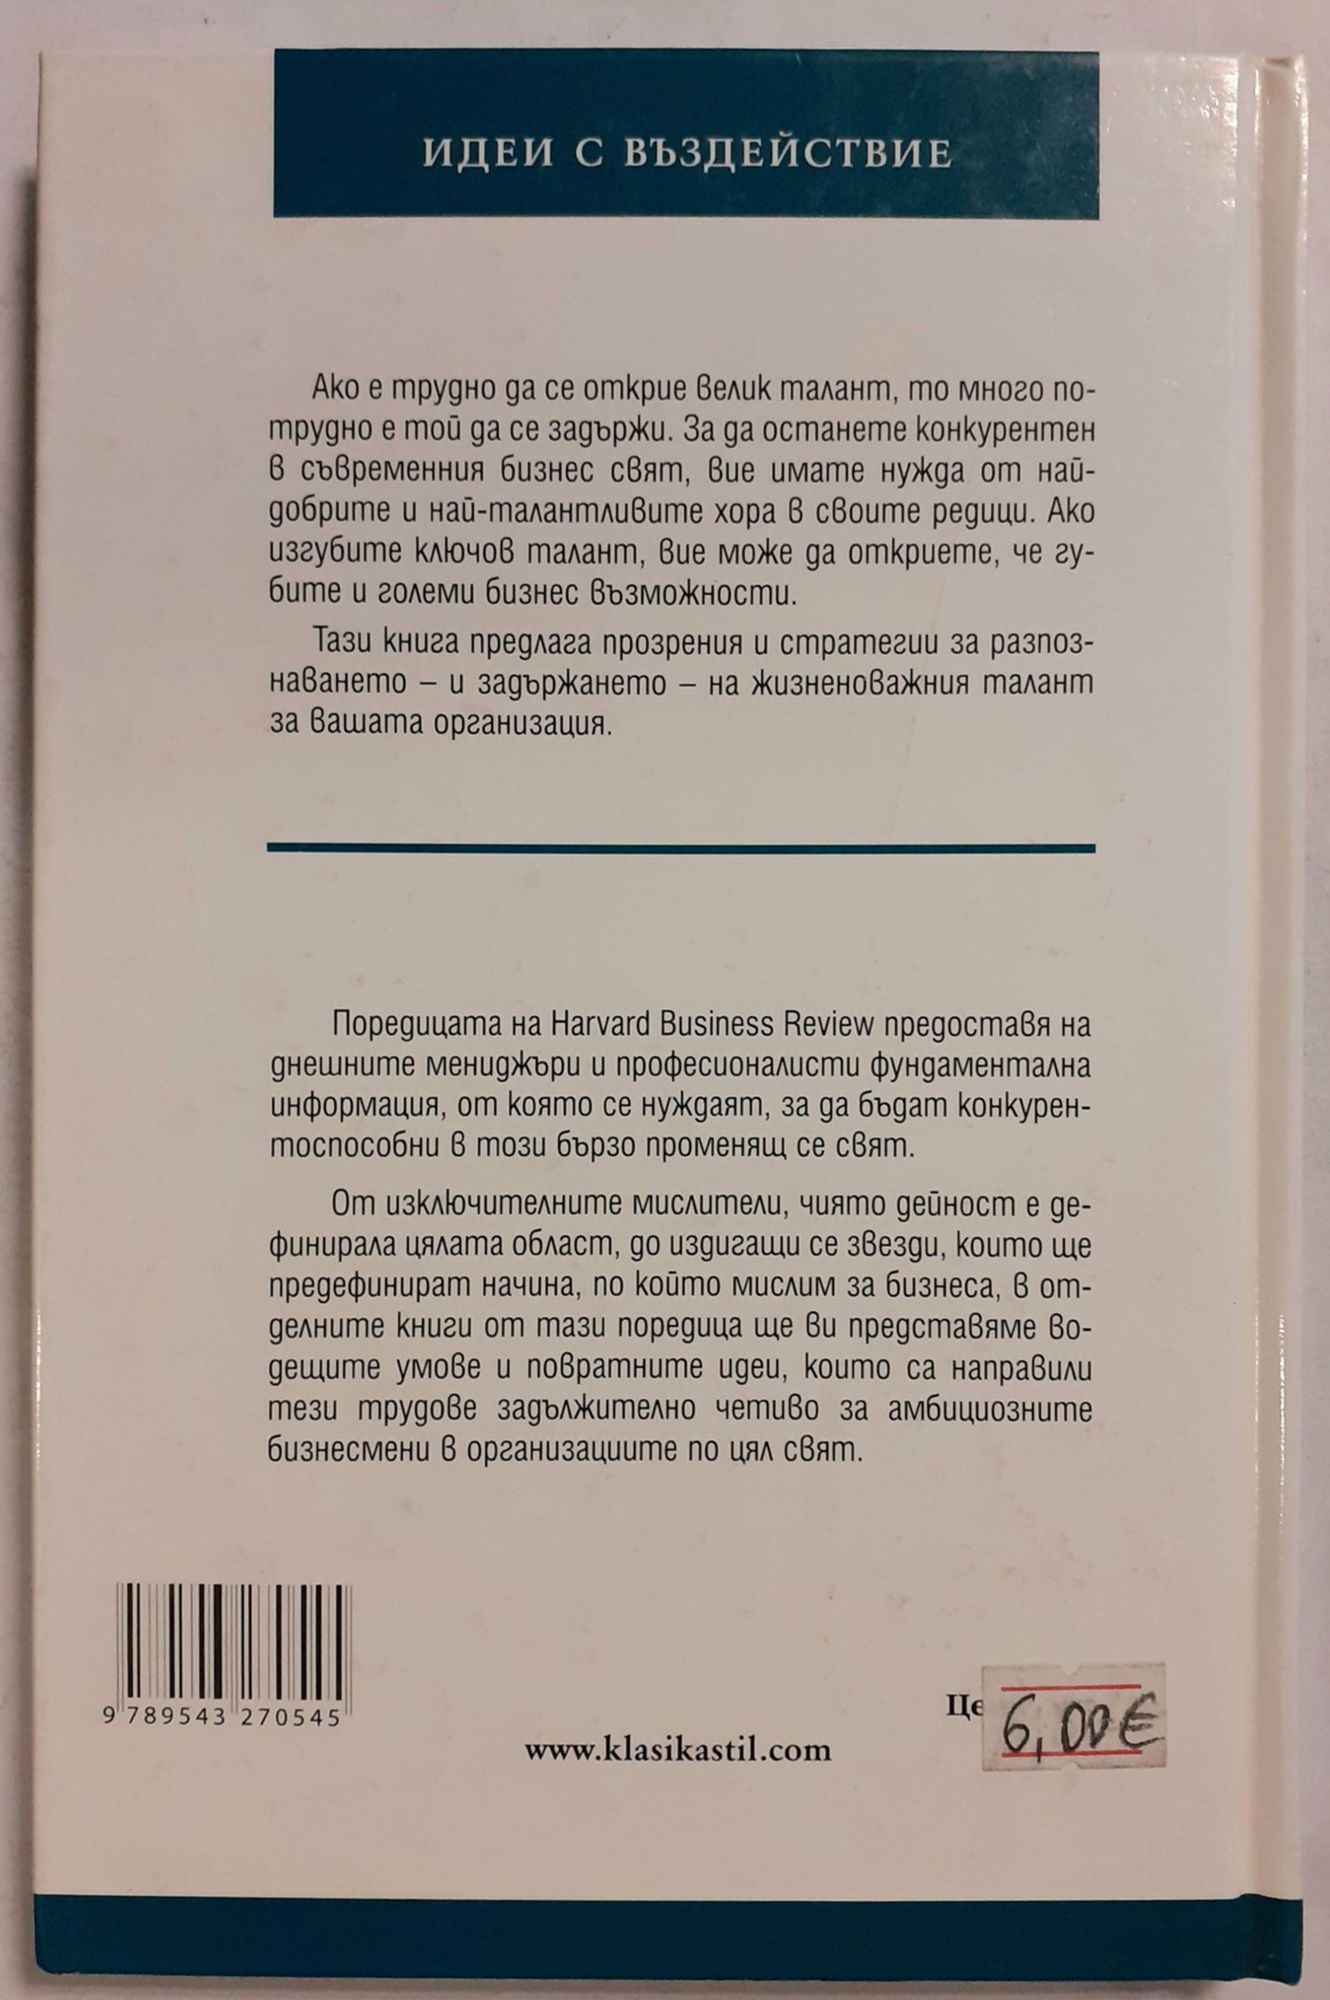 ИДЕИ С ВЪЗДЕЙСТВИЕ
Ако е трудно да се открие велик талант, то много по-
трудно е той да се задържи. За да останете конкурентен
в съвременния бизнес свят, вие имате нужда от най-
добрите и най-талантливите хора в своите редици. Ако
изгубите ключов талант, вие може да откриете, че гу-
бите и големи бизнес възможности.
Тази книга предлага прозрения и стратегии за разпоз-
наването – и задържането – на жизненоважния талант
за вашата организация.
Поредицата на Harvard Business Review предоставя на
днешните мениджъри и професионалисти фундаментална
информация, от която се нуждаят, за да бъдат конкурен-
тоспособни в този бързо променящ се свят.
От изключителните мислители, чиято дейност е де-
финирала цялата област, до издигащи се звезди, които ще
предефинират начина, по който мислим за бизнеса, в от-
делните книги от тази поредица ще ви представяме во-
дещите умове и повратните идеи, които са направили
тези трудове задължително четиво за амбициозните
бизнесмени в организациите по цял свят.
9 789543 270545
www.klasikastil.com
Це 6,00€